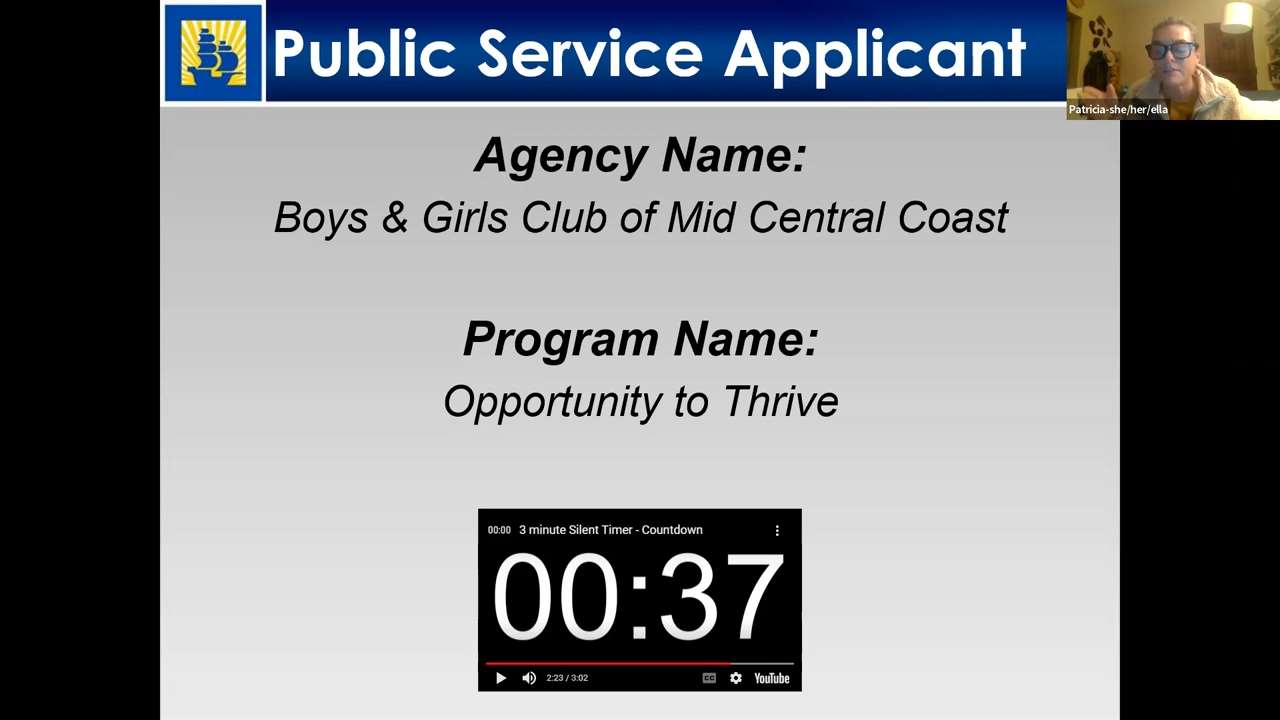 Public Service Applicant
Patricia-she/her/ella
Agency Name:
Boys & Girls Club of Mid Central Coast
Program Name:
Opportunity to Thrive
00:00 3 minute Silent Timer - Countdown
00:37
2:23 / 3:02 CC YouTube